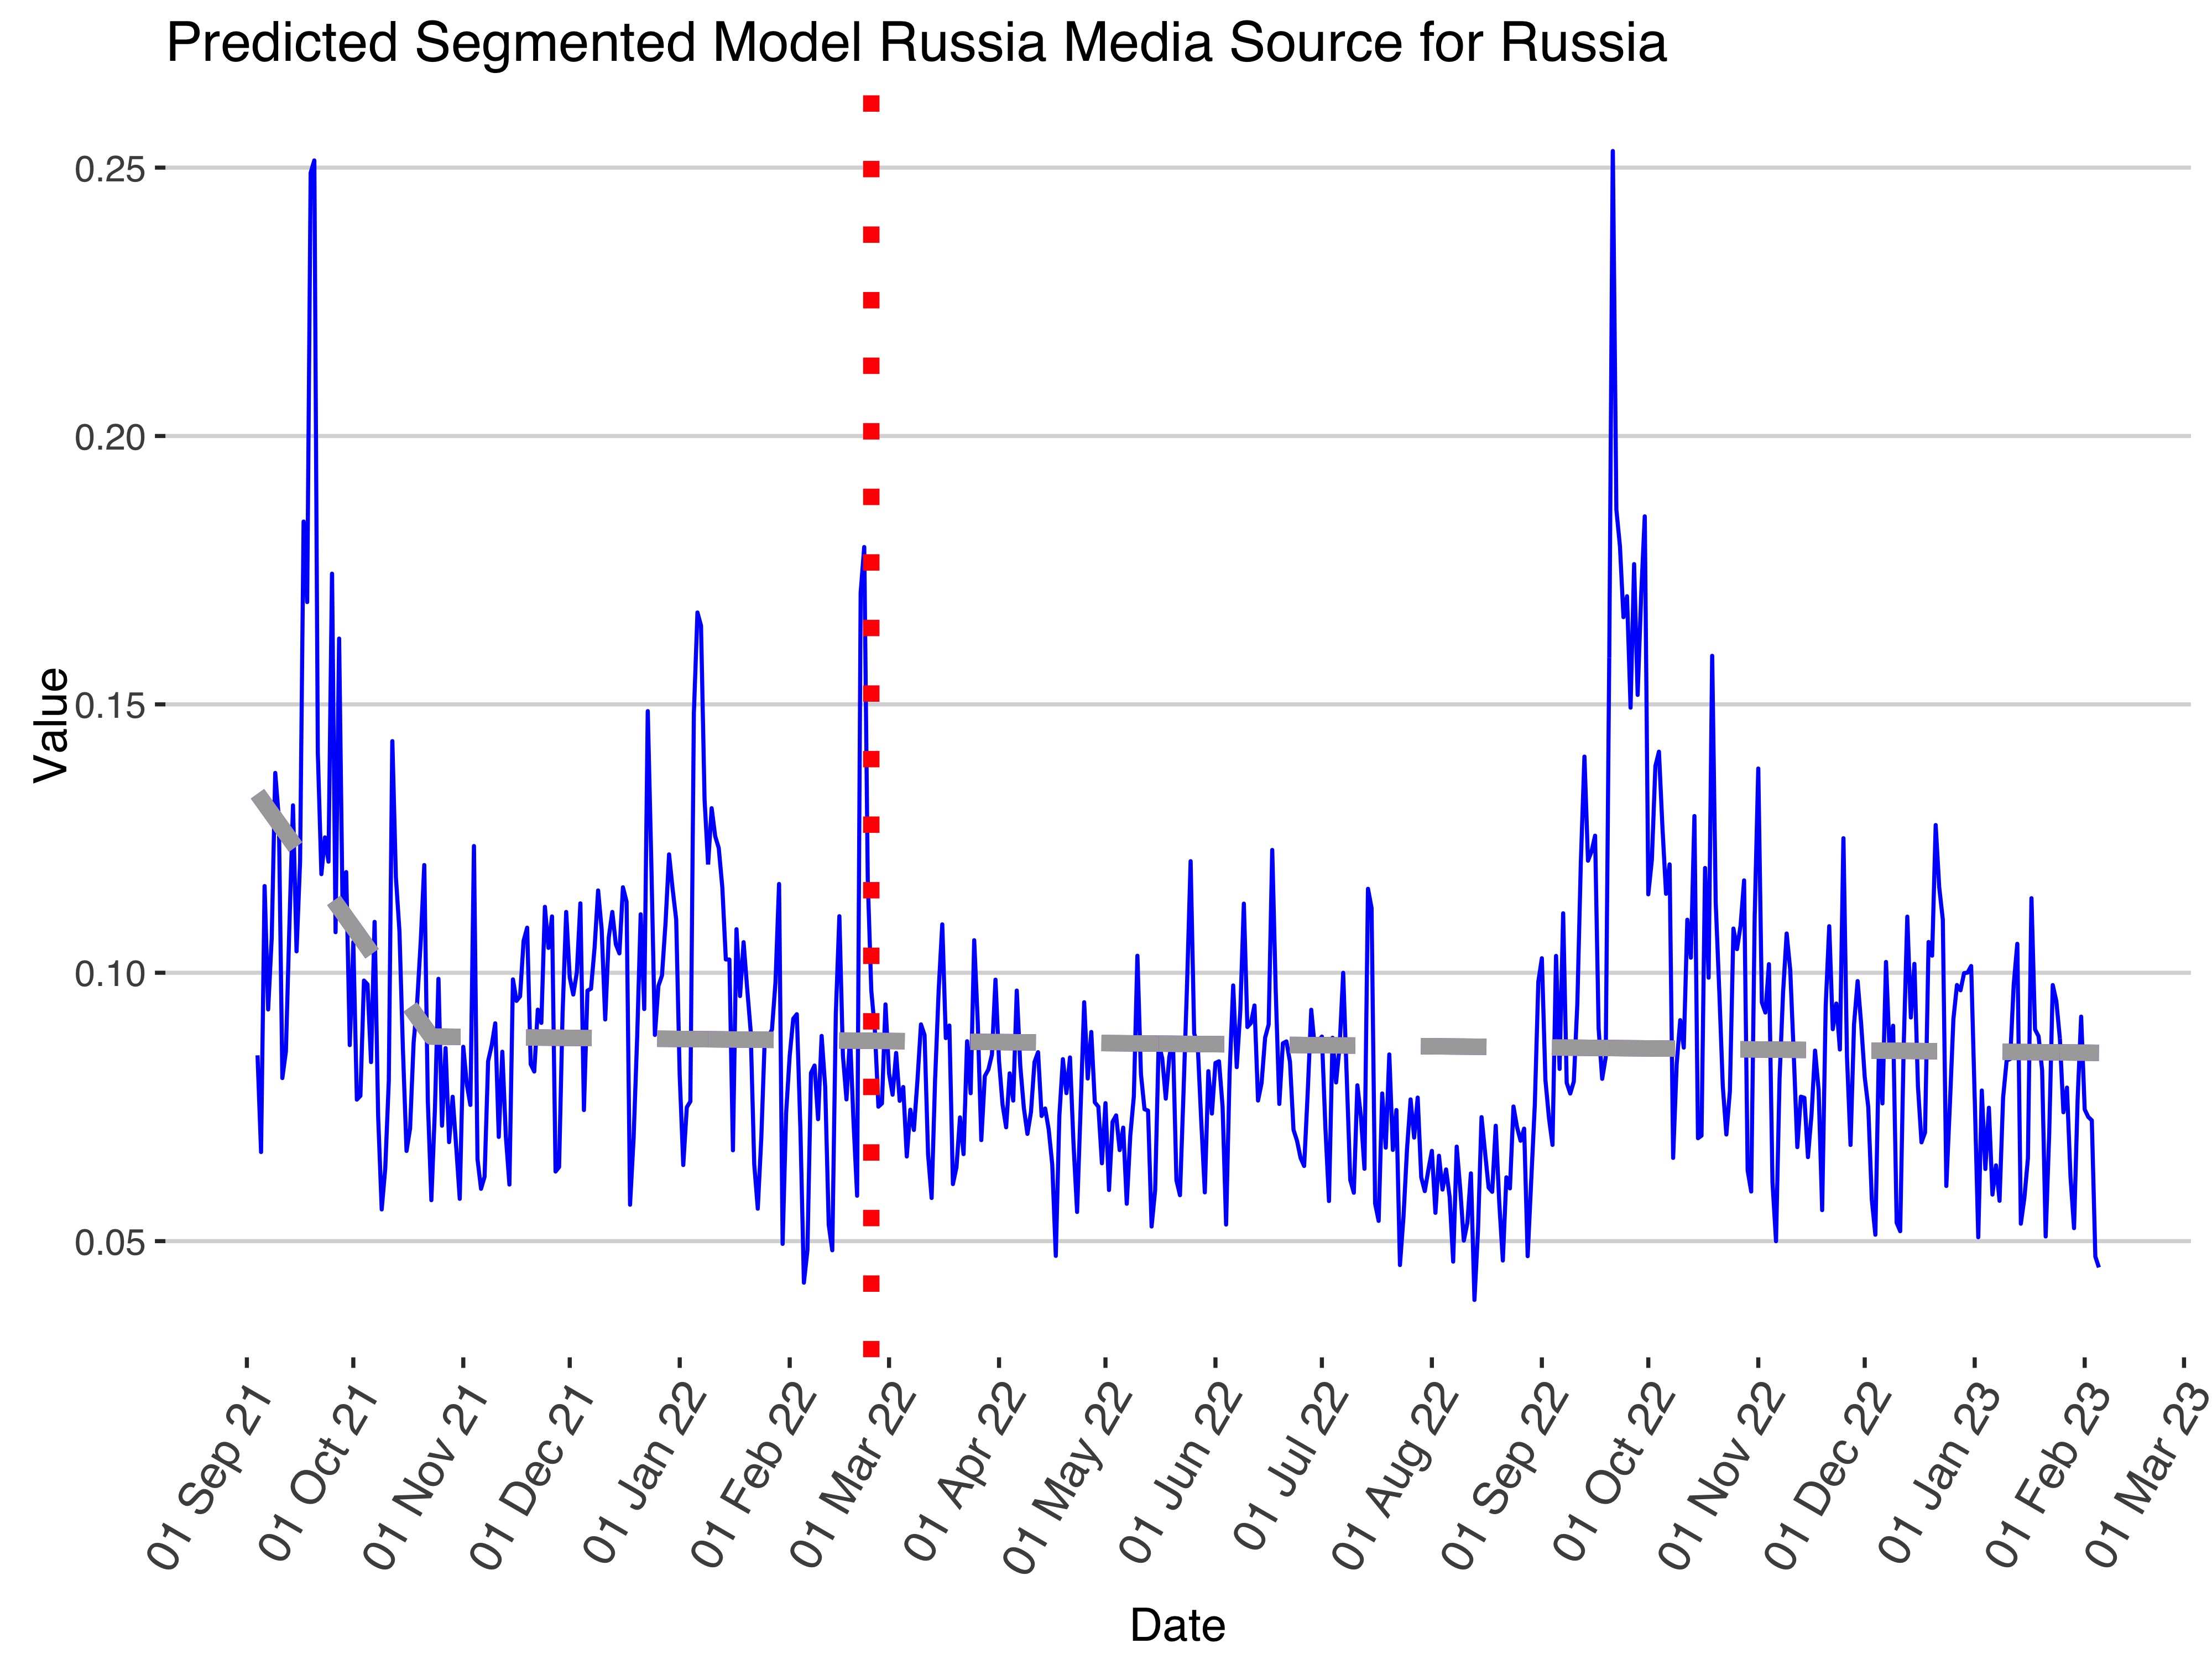 Predicted Segmented Model Russia Media Source for Russia
0.25
0.20
0.15
0.10
0.05
Value
01 Sep 21
01 Oct 21
01 Nov 21
01 Dec 21
01 Jan 22
01 Feb 22
01 Mar 22
01 Apr 22
01 May 22
01 Jun 22
01 Jul 22
01 Aug 22
01 Sep 22
01 Oct 22
01 Nov 22
01 Dec 22
01 Jan 23
01 Feb 23
01 Mar 23
Date